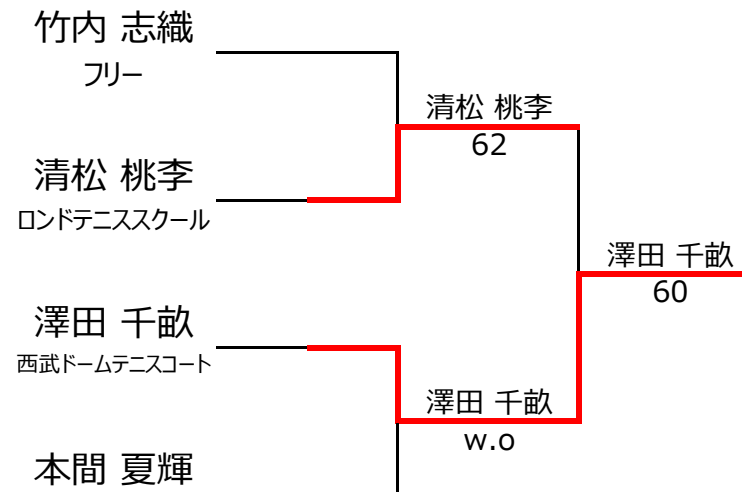 竹内 志織
フリー
清松 桃李
62
清松 桃李
ロンドテニススクール
澤田 千畝
60
澤田 千畝
西武ドームテニスコート
澤田 千畝
w.o
本間 夏輝